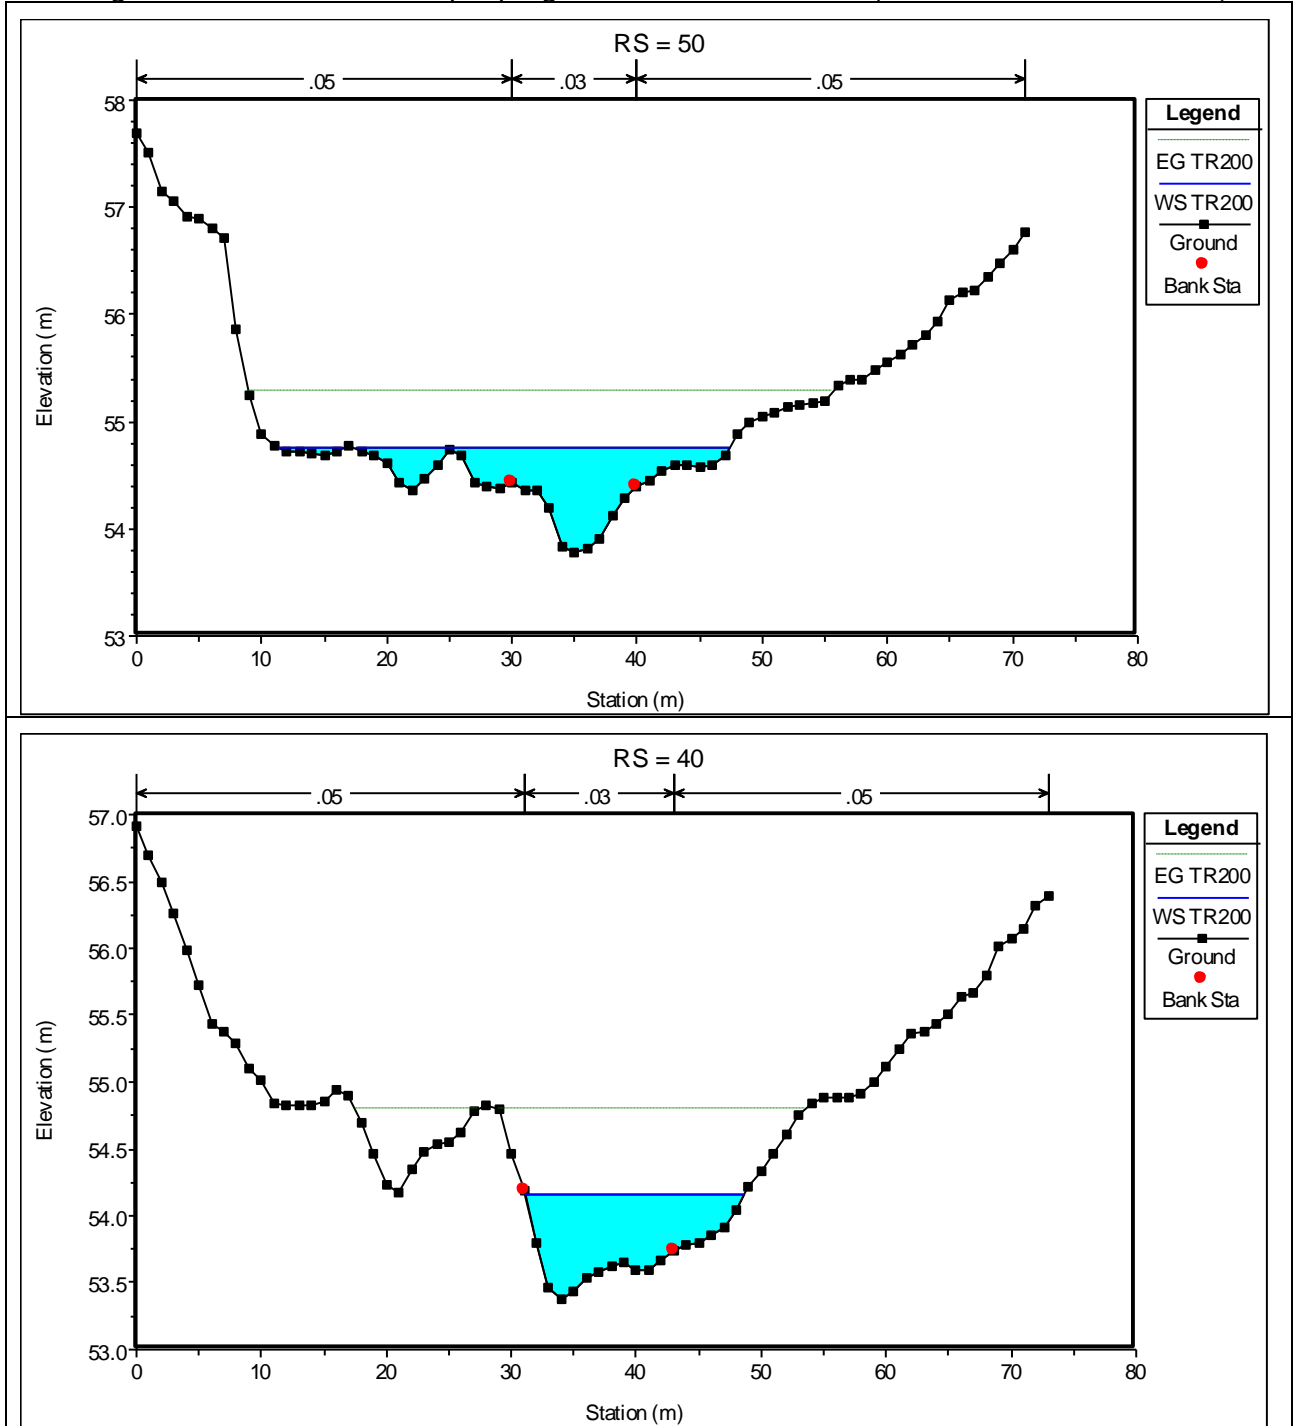 RS = 50
.05 .03 .05
58
57
56
55
54
53
Elevation (m)
0 10 20 30 40 50 60 70 80
Station (m)
Legend
EG TR200
WS TR200
Ground
Bank Sta
RS = 40
.05 .03 .05
57.0
56.5
56.0
55.5
55.0
54.5
54.0
53.5
53.0
Elevation (m)
0 10 20 30 40 50 60 70 80
Station (m)
Legend
EG TR200
WS TR200
Ground
Bank Sta